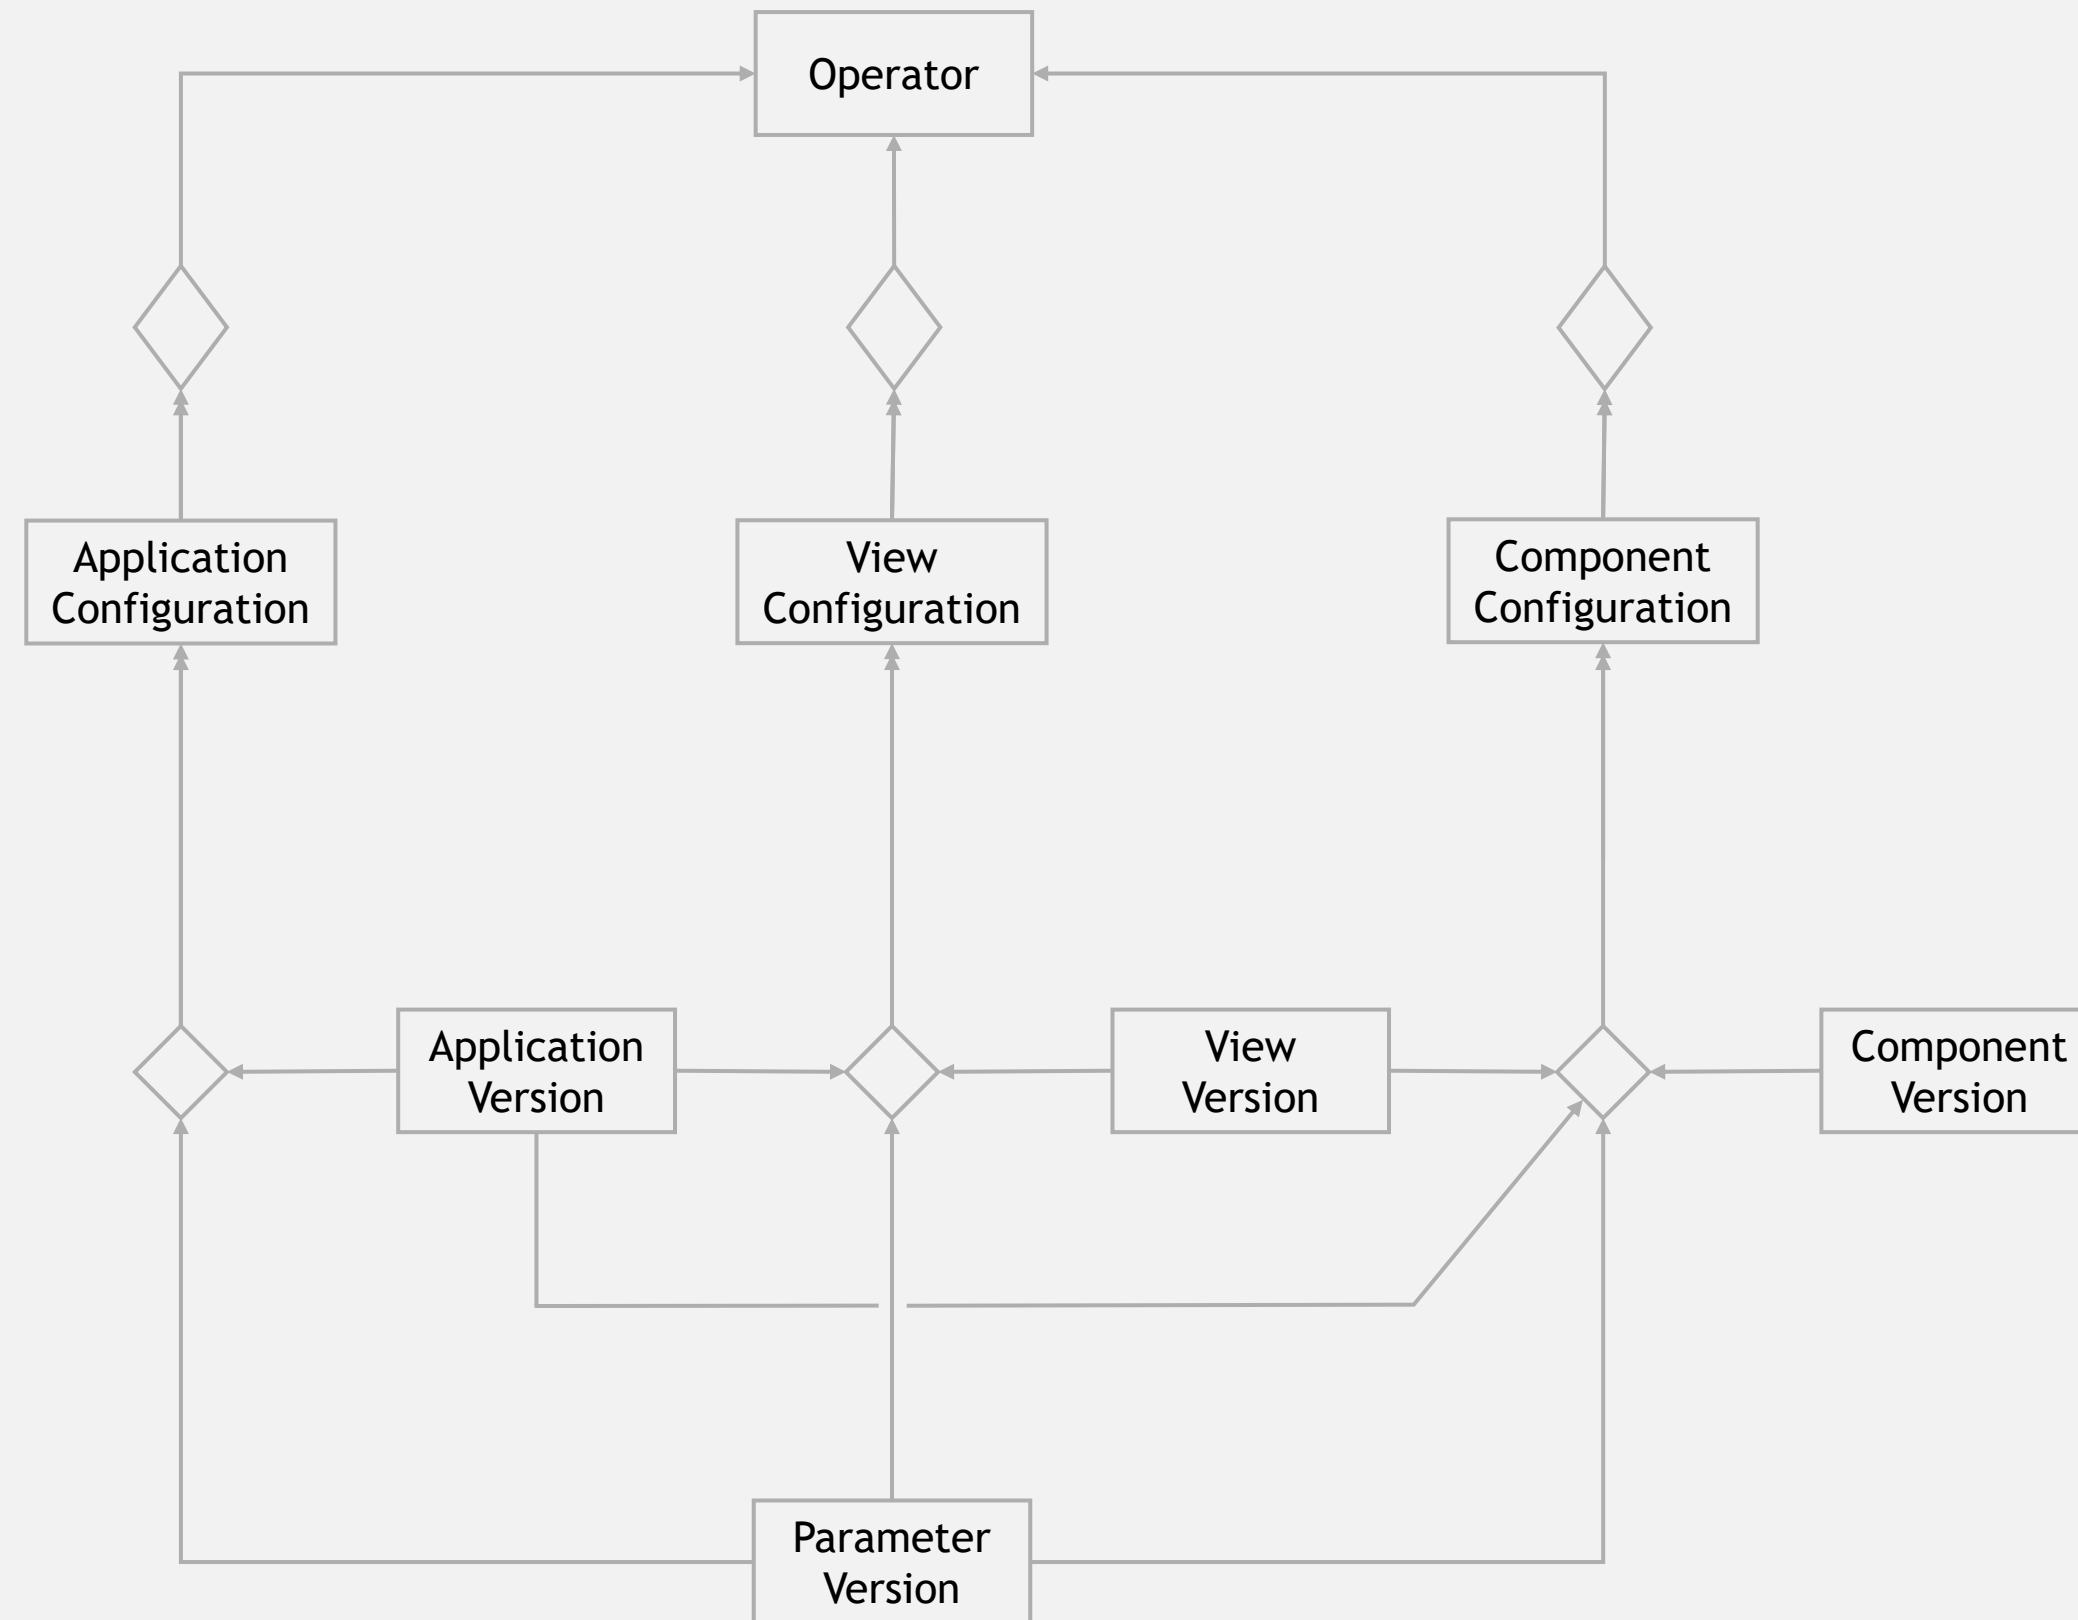 Operator
Application
Configuration
View
Configuration
Component
Configuration
Application
Version
View
Version
Component
Version
Parameter
Version